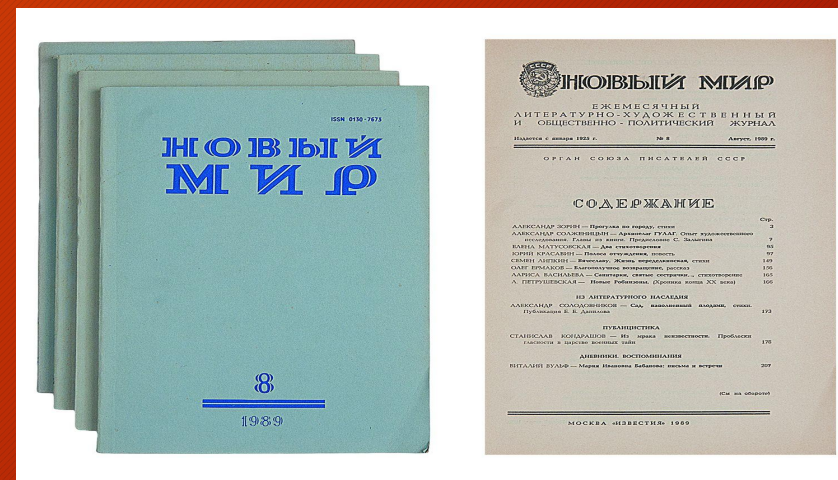 ISSN 0130-7673
НОВЫЙ
МИР
8
1989
СССР
НОВЫЙ МИР
ЕЖЕМЕСЯЧНЫЙ
ЛИТЕРАТУРНО-ХУДОЖЕСТВЕННЫЙ
И ОБЩЕСТВЕННО-ПОЛИТИЧЕСКИЙ ЖУРНАЛ
Издается с января 1925 г. № 8 Август, 1989 г.
ОРГАН СОЮЗА ПИСАТЕЛЕЙ СССР
СОДЕРЖАНИЕ
Стр.
АЛЕКСАНДР ЗОРИН — Прогулка по городу, стихи 3
АЛЕКСАНДР СОЛЖЕНИЦЫН — Архипелаг ГУЛАГ. Опыт художественного
исследования. Главы из книги. Предисловие С. Залыгина 7
ЕЛЕНА МАТУСОВСКАЯ — Два стихотворения 95
ЮРИЙ КРАСАВИН — Полоса отчуждения, повесть 97
СЕМЕН ЛИПКИН — Вячеславу. Жизнь переделкинская, стихи 149
ОЛЕГ ЕРМАКОВ — Благополучное возвращение, рассказ 156
ЛАРИСА ВАСИЛЬЕВА — Санитарки, святые сестрички..., стихотворение 165
Л. ПЕТРУШЕВСКАЯ — Новые Робинзоны. (Хроника конца XX века) 166
ИЗ ЛИТЕРАТУРНОГО НАСЛЕДИЯ
АЛЕКСАНДР СОЛОДОВНИКОВ — Сад, наполненный плодами, стихи.
Публикация Е. Е. Данилова 173
ПУБЛИЦИСТИКА
СТАНИСЛАВ КОНДРАШОВ — Из мрака неизвестности. Проблески
гласности в царстве военных тайн 178
ДНЕВНИКИ. ВОСПОМИНАНИЯ
ВИТАЛИЙ ВУЛЬФ — Мария Ивановна Бабанова: письма и встречи 207
(См. на обороте)
МОСКВА «ИЗВЕСТИЯ» 1989